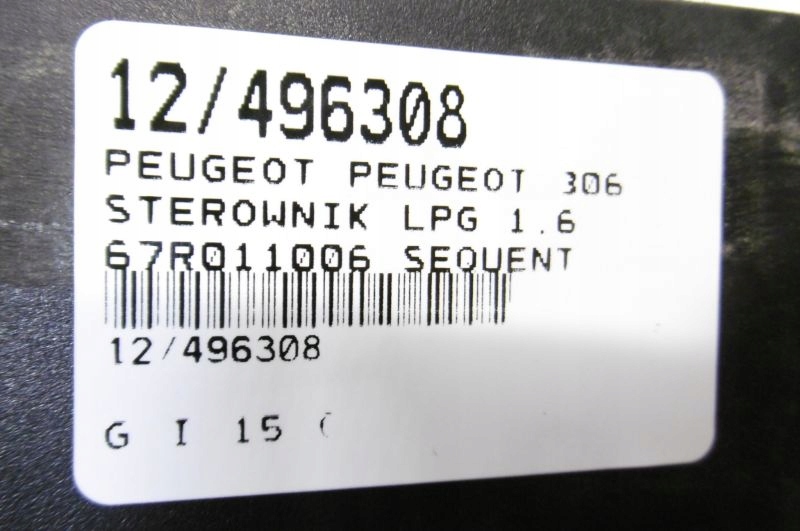 12/496308
PEUGEOT PEUGEOT 306
STEROWNIK LPG 1.6
67R011006 SEQUENT
12/496308
G I 15 (